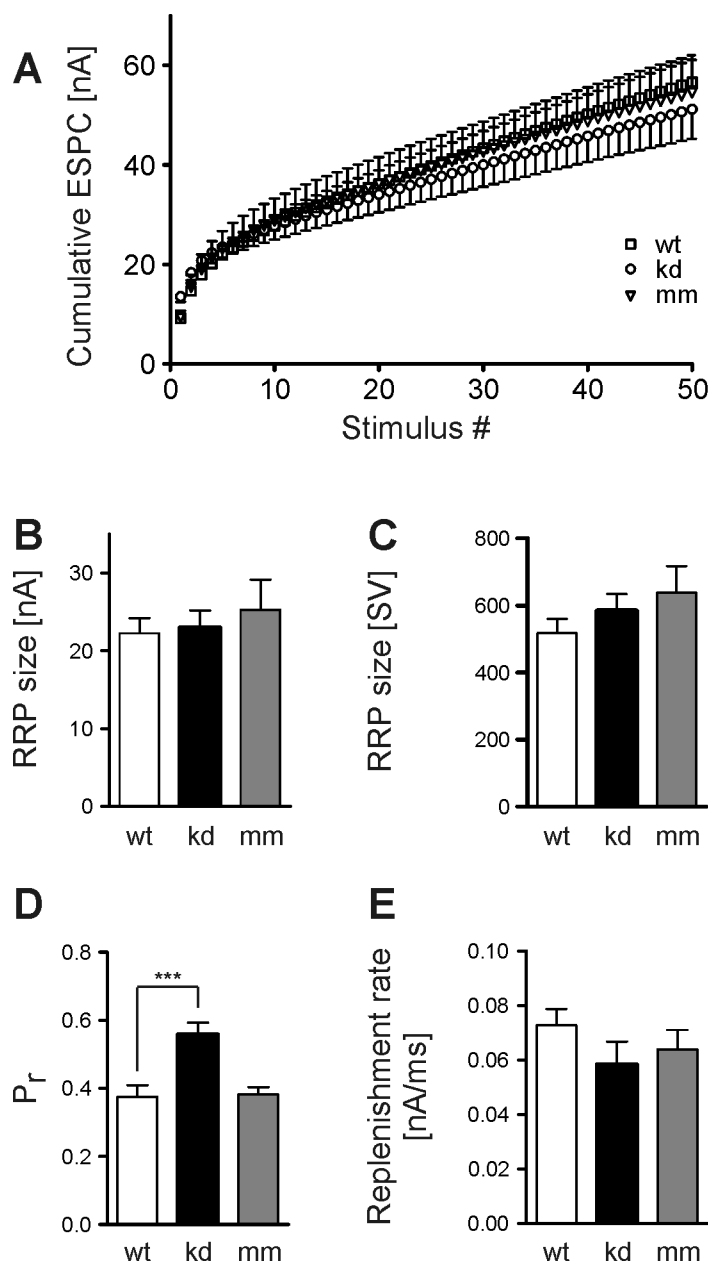 A
Cumulative ESPC [nA]
60
40
20
0
0 10 20 30 40 50
Stimulus #
wt
kd
mm
B
RRP size [nA]
30
20
10
0
wt kd mm
C
RRP size [SV]
800
600
400
200
0
wt kd mm
D
Pr
0.8
0.6
0.4
0.2
0.0
***
wt kd mm
E
Replenishment rate
[nA/ms]
0.10
0.08
0.06
0.04
0.02
0.00
wt kd mm